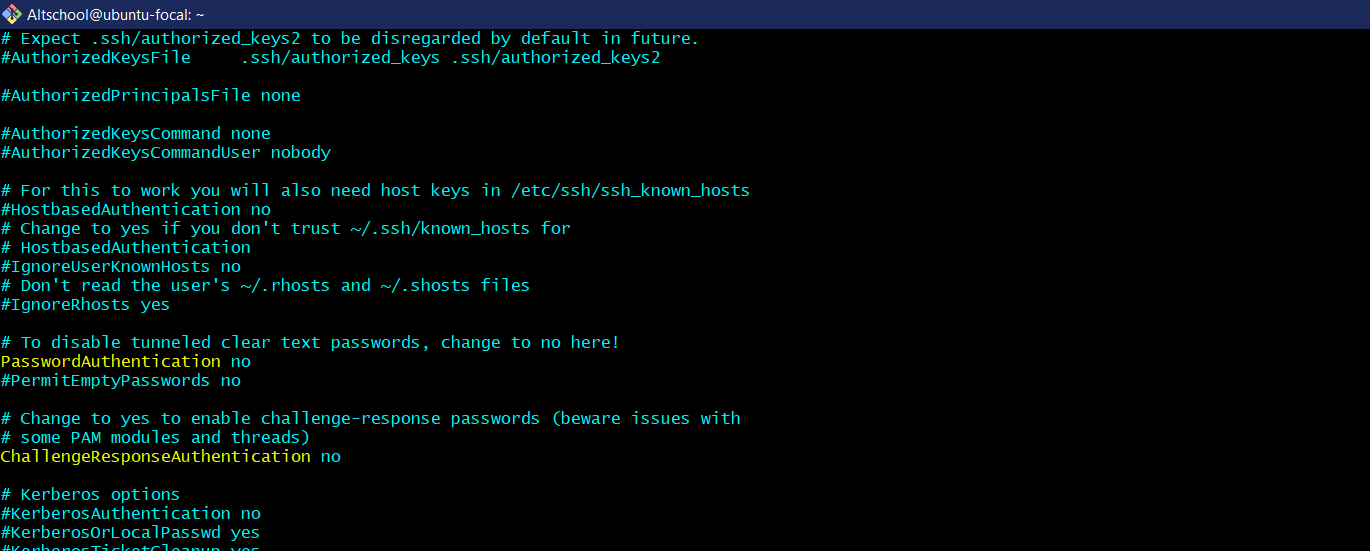 Altschool@ubuntu-focal: ~
# Expect .ssh/authorized_keys2 to be disregarded by default in future.
#AuthorizedKeysFile     .ssh/authorized_keys .ssh/authorized_keys2
#AuthorizedPrincipalsFile none
#AuthorizedKeysCommand none
#AuthorizedKeysCommandUser nobody
# For this to work you will also need host keys in /etc/ssh/ssh_known_hosts
#HostbasedAuthentication no
# Change to yes if you don't trust ~/.ssh/known_hosts for
# HostbasedAuthentication
#IgnoreUserKnownHosts no
# Don't read the user's ~/.rhosts and ~/.shosts files
#IgnoreRhosts yes
# To disable tunneled clear text passwords, change to no here!
PasswordAuthentication no
#PermitEmptyPasswords no
# Change to yes to enable challenge-response passwords (beware issues with
# some PAM modules and threads)
ChallengeResponseAuthentication no
# Kerberos options
#KerberosAuthentication no
#KerberosOrLocalPasswd yes
#KerberosTicketCleanup yes